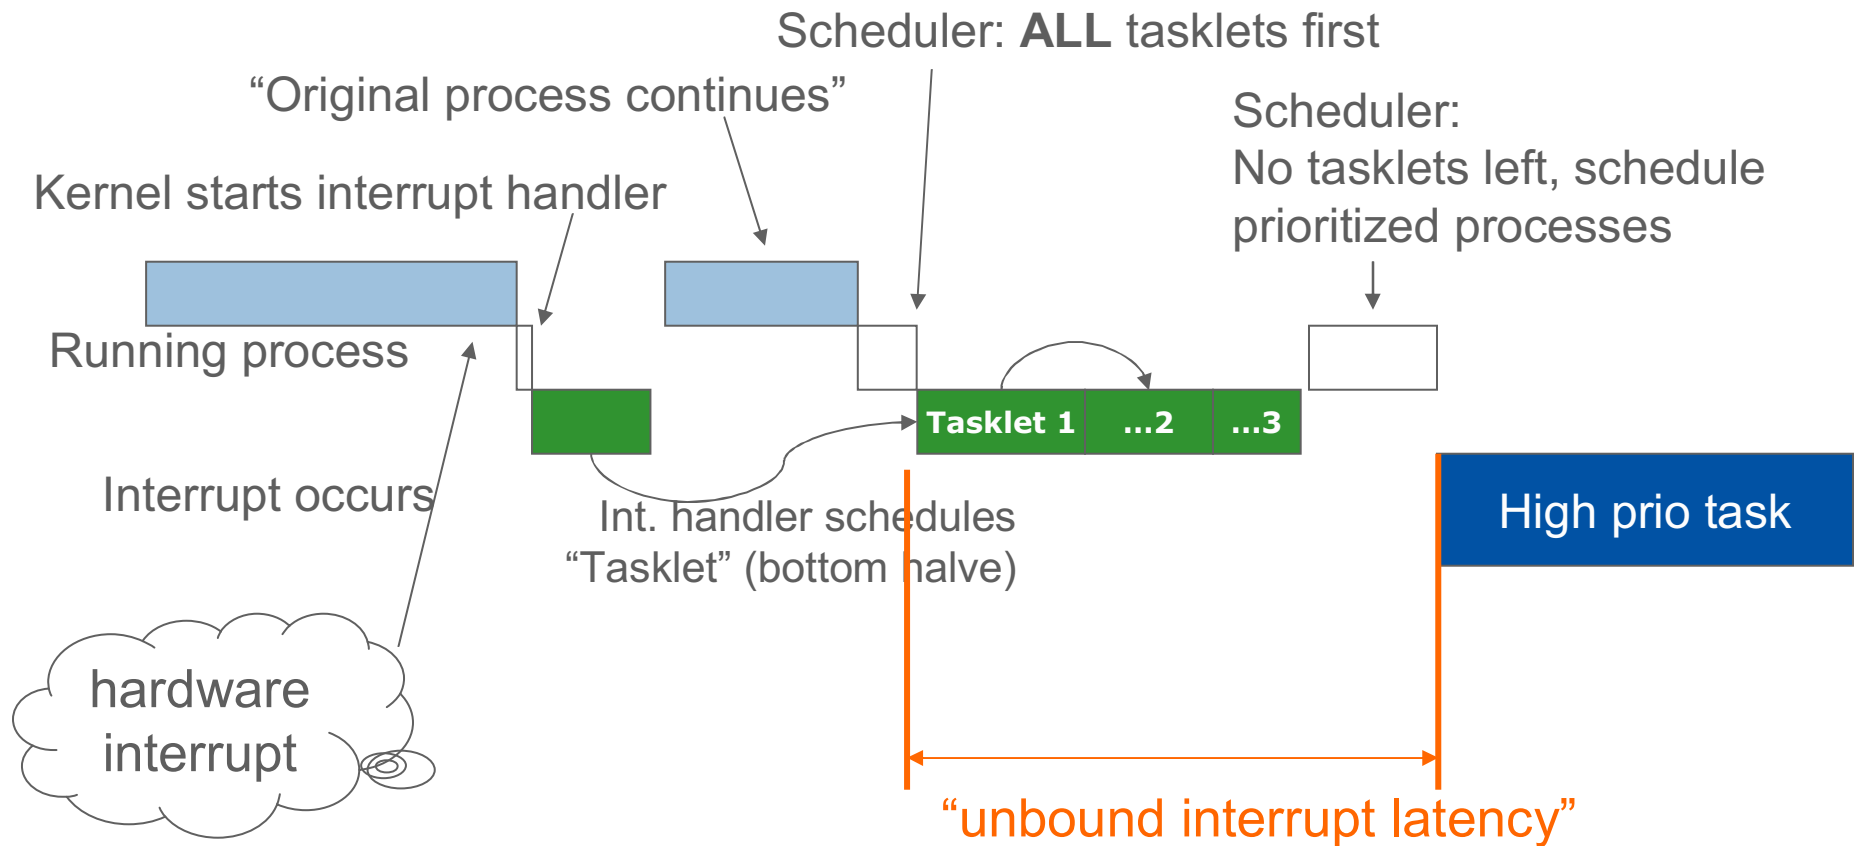 Scheduler: ALL tasklets first
“Original process continues”
Scheduler:
No tasklets left, schedule
prioritized processes
Kernel starts interrupt handler
Running process
Tasklet 1
...2
...3
Interrupt occurs
Int. handler schedules
“Tasklet” (bottom halve)
High prio task
hardware
interrupt
“unbound interrupt latency”